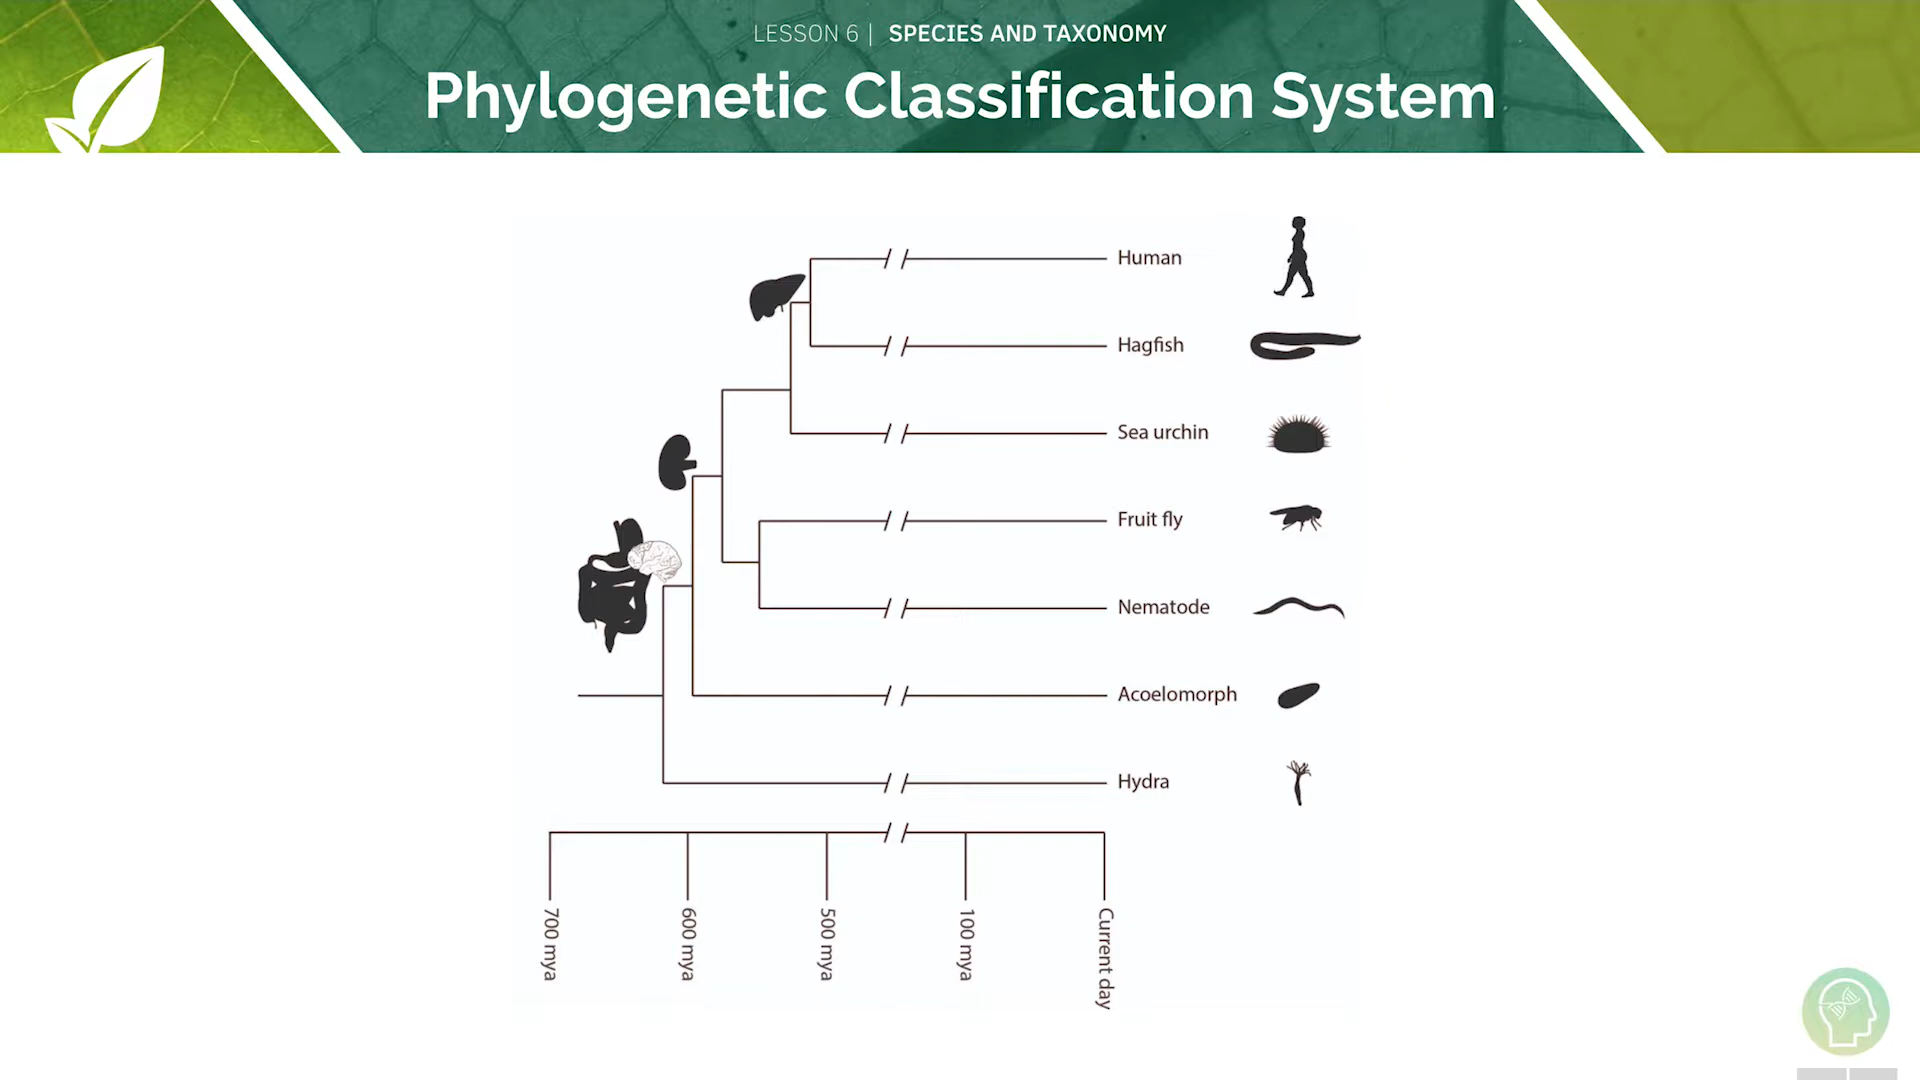 LESSON 6 | SPECIES AND TAXONOMY
Phylogenetic Classification System
Human
Hagfish
Sea urchin
Fruit fly
Nematode
Acoelomorph
Hydra
700 mya
600 mya
500 mya
100 mya
Current day